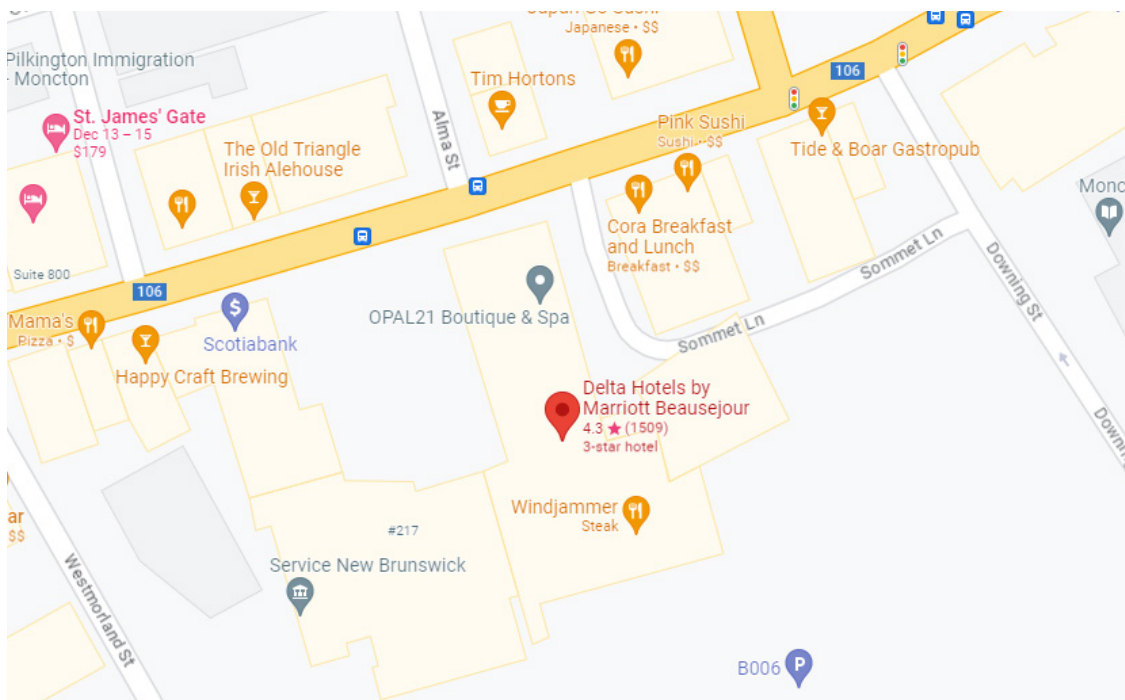 Japanese • $$
106
Pilkington Immigration
- Moncton
Tim Hortons
St. James' Gate
Dec 13 – 15
$179
Alma St
Pink Sushi
Sushi • $$
The Old Triangle
Irish Alehouse
Tide & Boar Gastropub
Cora Breakfast
and Lunch
Breakfast • $$
Sommet Ln
Downing St
Suite 800
106
OPAL21 Boutique & Spa
Mama's
Pizza • $
Scotiabank
Sommet Ln
Happy Craft Brewing
Delta Hotels by
Marriott Beausejour
4.3 ★ (1509)
3-star hotel
Windjammer
Steak
#217
$$
Service New Brunswick
Westmorland St
B006
P